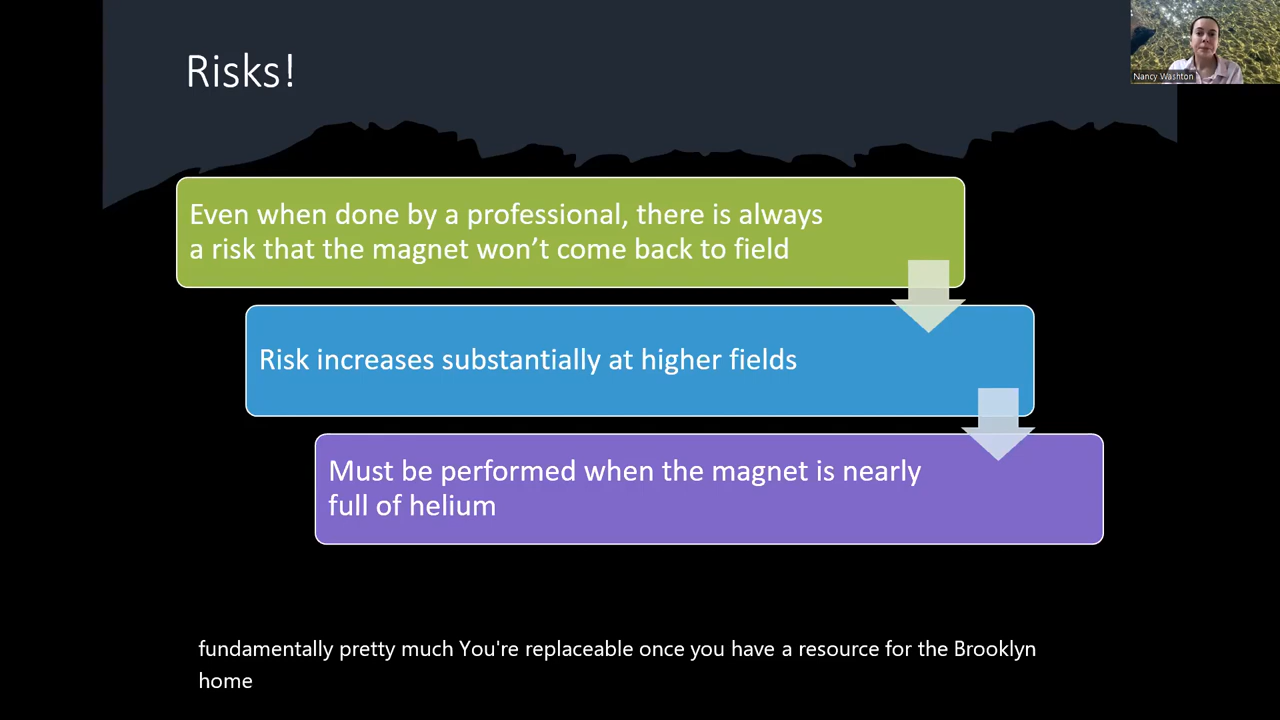 Risks!
Nancy Washton
Even when done by a professional, there is always
a risk that the magnet won’t come back to field
Risk increases substantially at higher fields
Must be performed when the magnet is nearly
full of helium
fundamentally pretty much You're replaceable once you have a resource for the Brooklyn
home